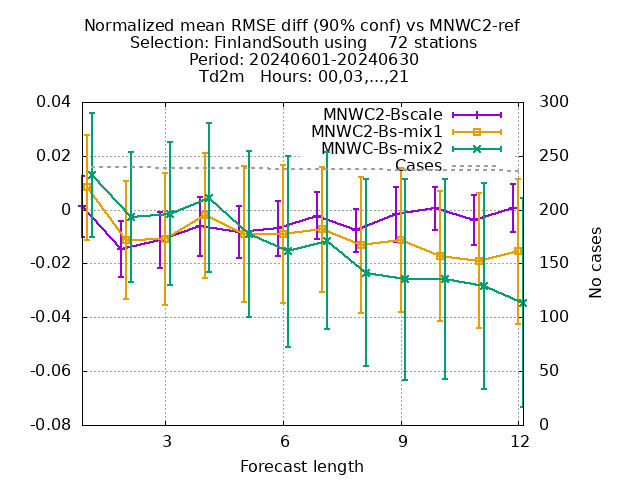 Normalized mean RMSE diff (90% conf) vs MNWC2-ref
Selection: FinlandSouth using    72 stations
Period: 20240601-20240630
Td2m   Hours: 00,03,...,21
MNWC2-Bscale
MNWC2-Bs-mix1
MNWC-Bs-mix2
Cases
0.04
0.02
0
-0.02
-0.04
-0.06
-0.08
300
250
200
150
100
50
0
No cases
3
6
9
12
Forecast length